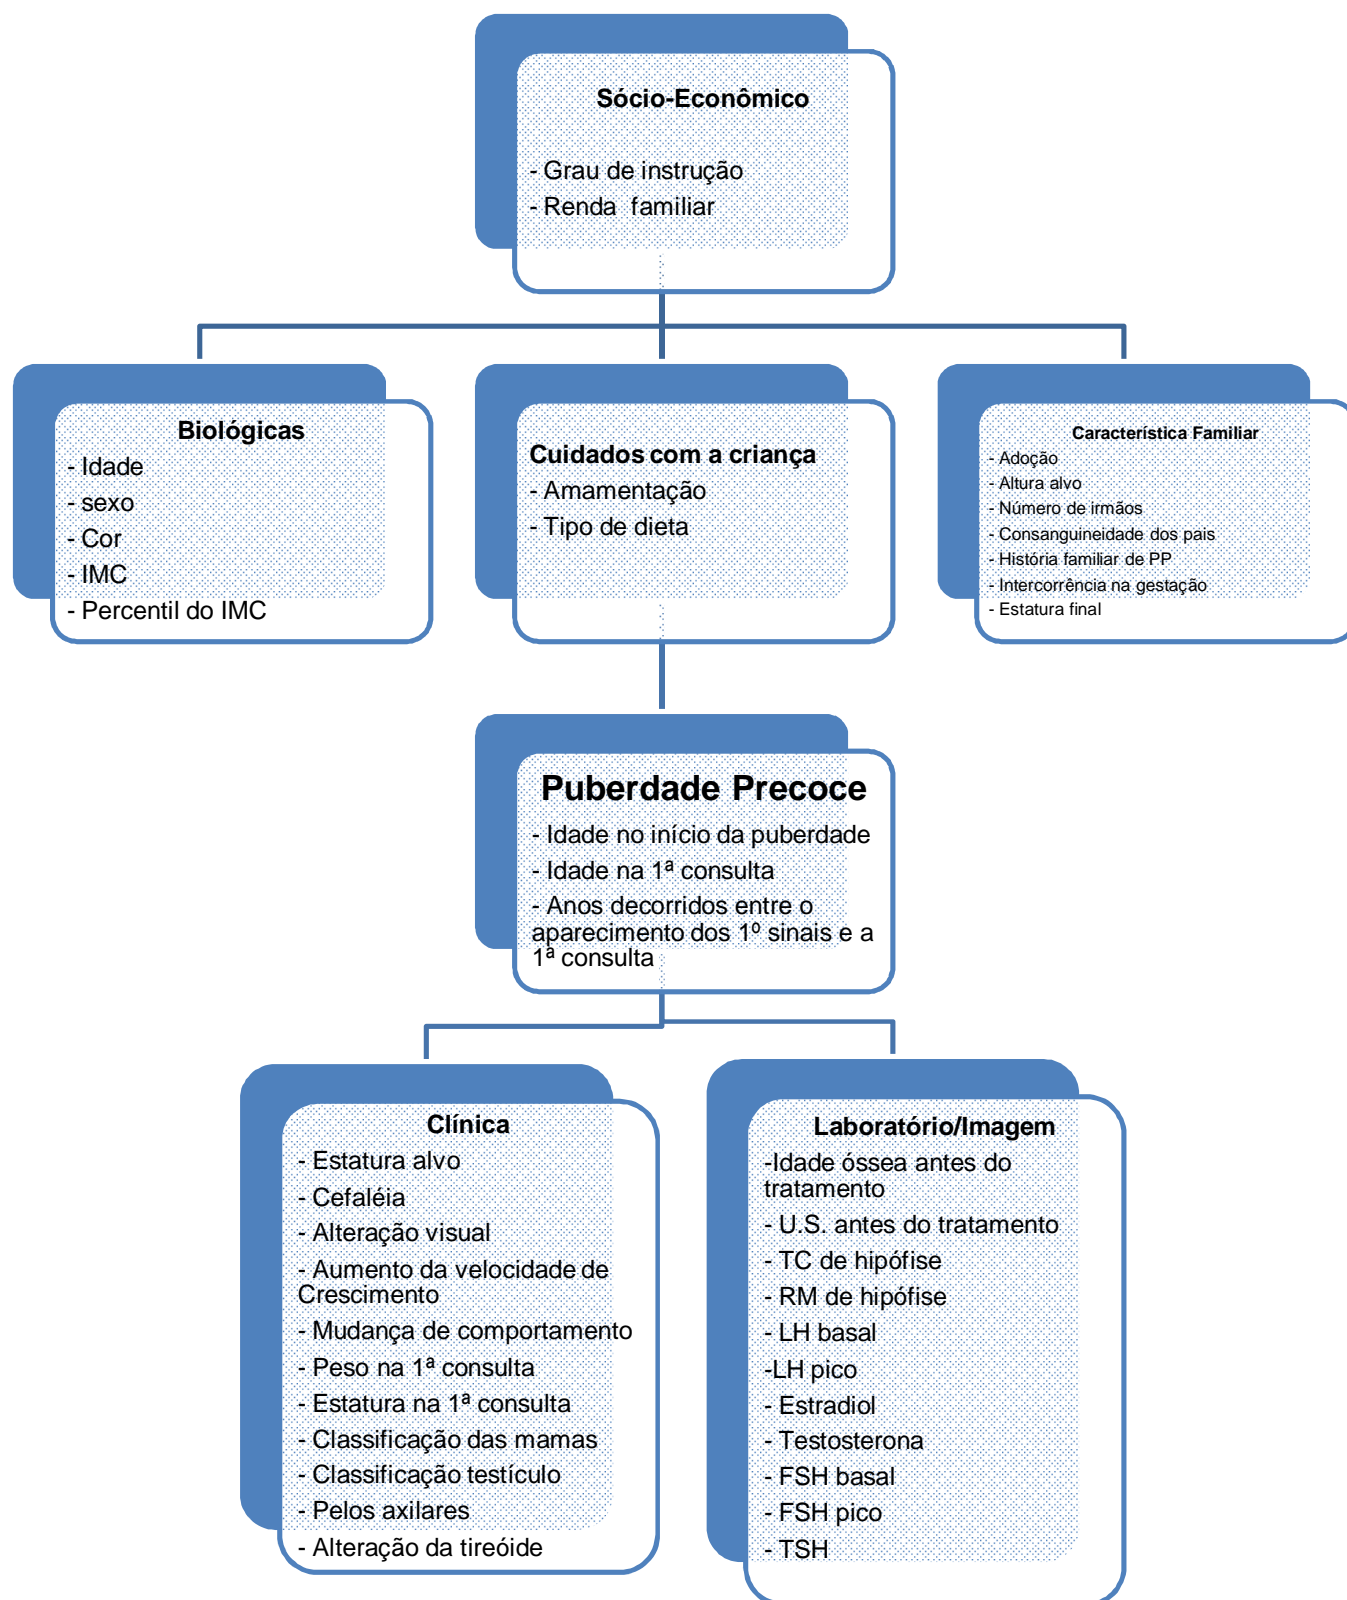 Sócio-Econômico
- Grau de instrução
- Renda familiar
Biológicas
- Idade
- sexo
- Cor
- IMC
- Percentil do IMC
Cuidados com a criança
- Amamentação
- Tipo de dieta
Característica Familiar
- Adoção
- Altura alvo
- Número de irmãos
- Consanguineidade dos pais
- História familiar de PP
- Intercorrência na gestação
- Estatura final
Puberdade Precoce
- Idade no início da puberdade
- Idade na 1ª consulta
- Anos decorridos entre o
aparecimento dos 1º sinais e a
1ª consulta
Clínica
- Estatura alvo
- Cefaléia
- Alteração visual
- Aumento da velocidade de
Crescimento
- Mudança de comportamento
- Peso na 1ª consulta
- Estatura na 1ª consulta
- Classificação das mamas
- Classificação testículo
- Pelos axilares
- Alteração da tireóide
Laboratório/Imagem
-Idade óssea antes do
tratamento
- U.S. antes do tratamento
- TC de hipófise
- RM de hipófise
- LH basal
-LH pico
- Estradiol
- Testosterona
- FSH basal
- FSH pico
- TSH